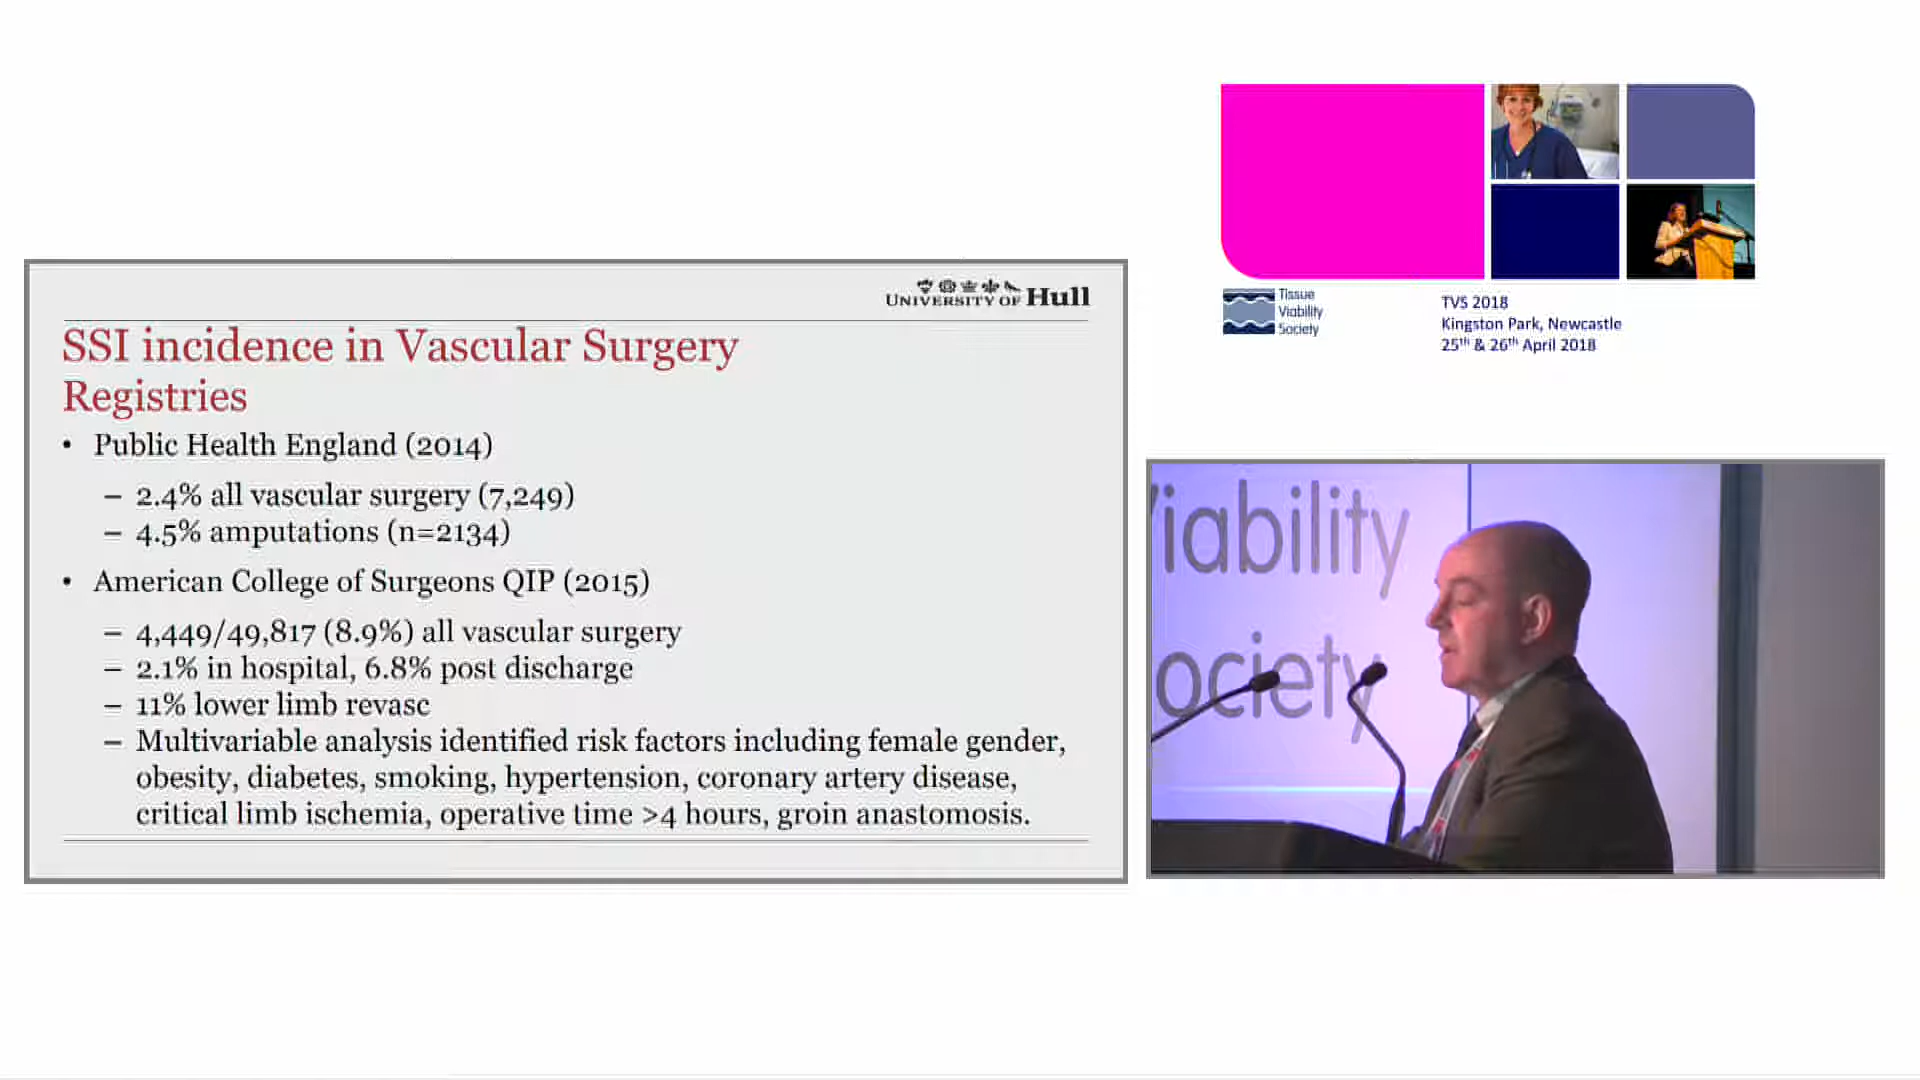 UNIVERSITY OF Hull
SSI incidence in Vascular Surgery
Registries
• Public Health England (2014)
– 2.4% all vascular surgery (7,249)
– 4.5% amputations (n=2134)
• American College of Surgeons QIP (2015)
– 4,449/49,817 (8.9%) all vascular surgery
– 2.1% in hospital, 6.8% post discharge
– 11% lower limb revasc
– Multivariable analysis identified risk factors including female gender,
obesity, diabetes, smoking, hypertension, coronary artery disease,
critical limb ischemia, operative time >4 hours, groin anastomosis.
Tissue
Viability
Society
TVS 2018
Kingston Park, Newcastle
25th & 26th April 2018
Viability
ociety